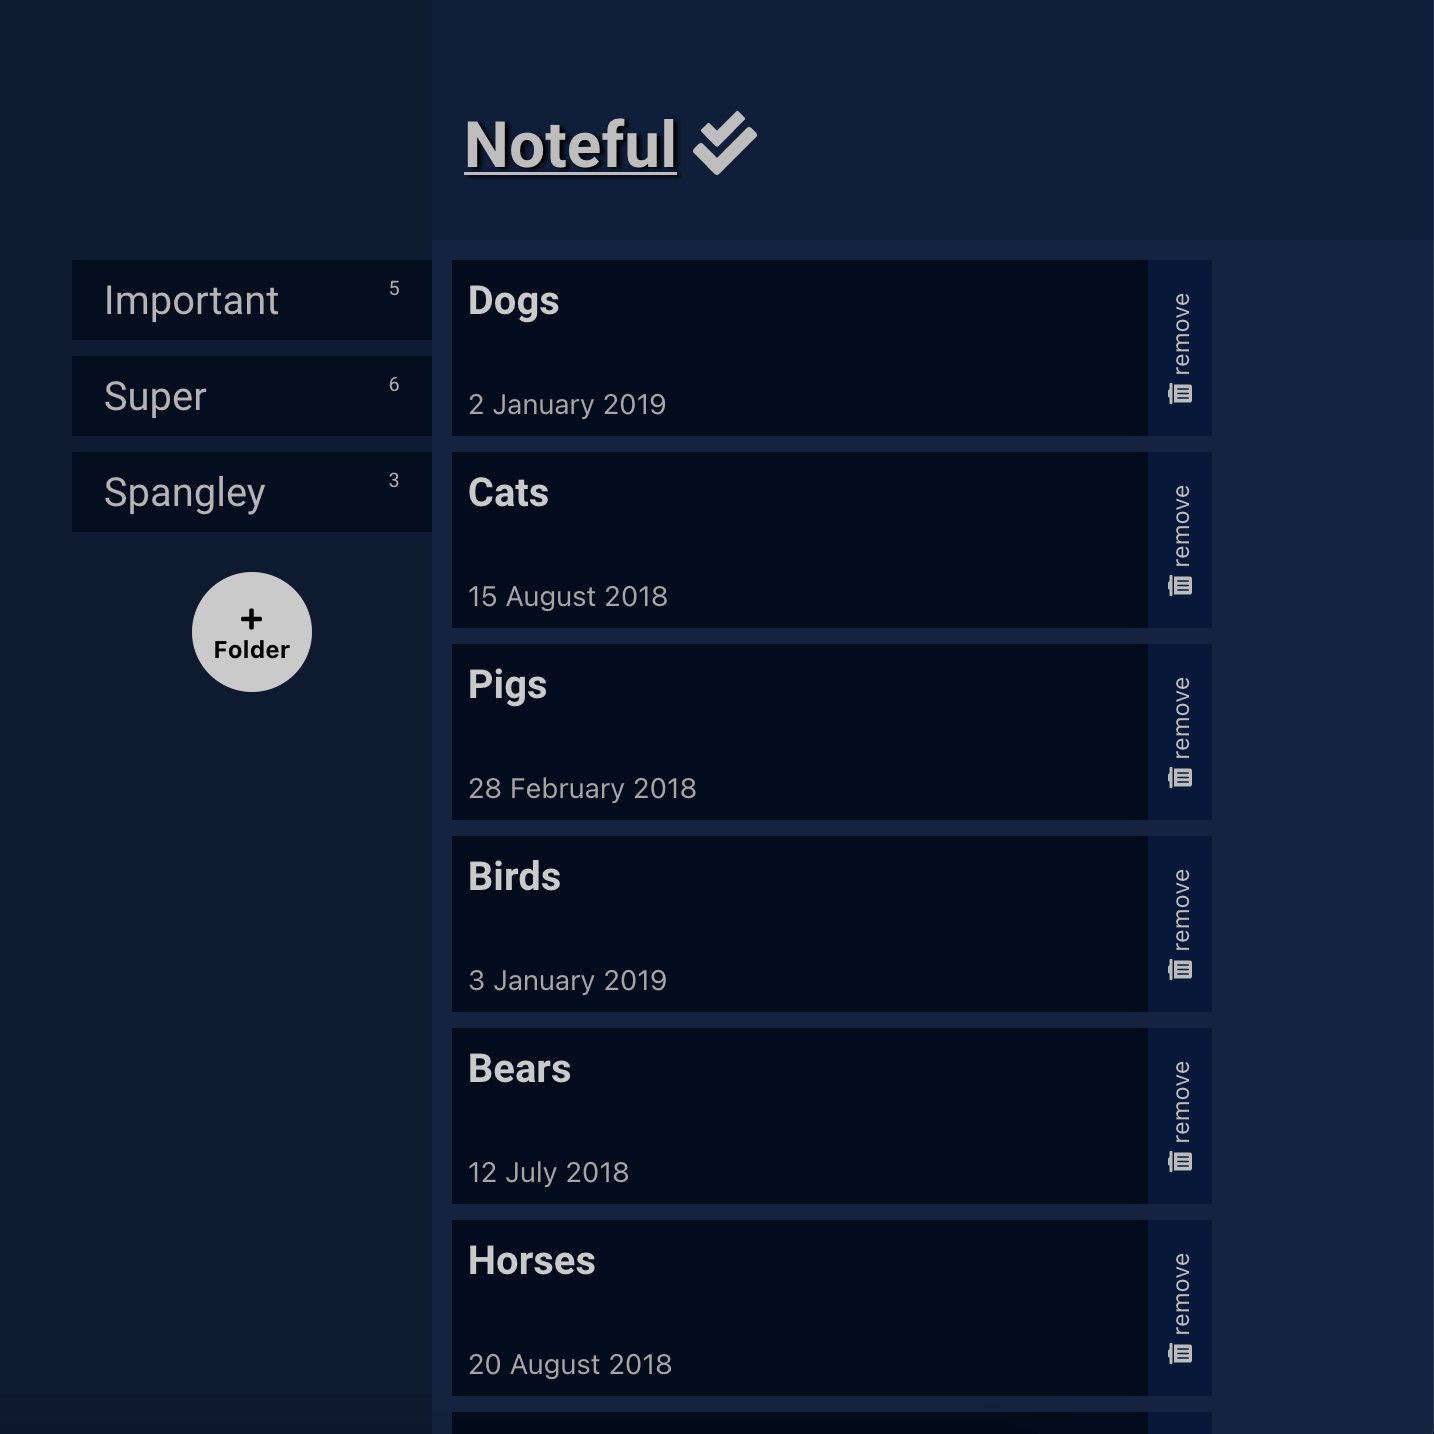 Noteful
Important 5
Super 6
Spangley 3
+
Folder
Dogs
2 January 2019
remove
Cats
15 August 2018
remove
Pigs
28 February 2018
remove
Birds
3 January 2019
remove
Bears
12 July 2018
remove
Horses
20 August 2018
remove